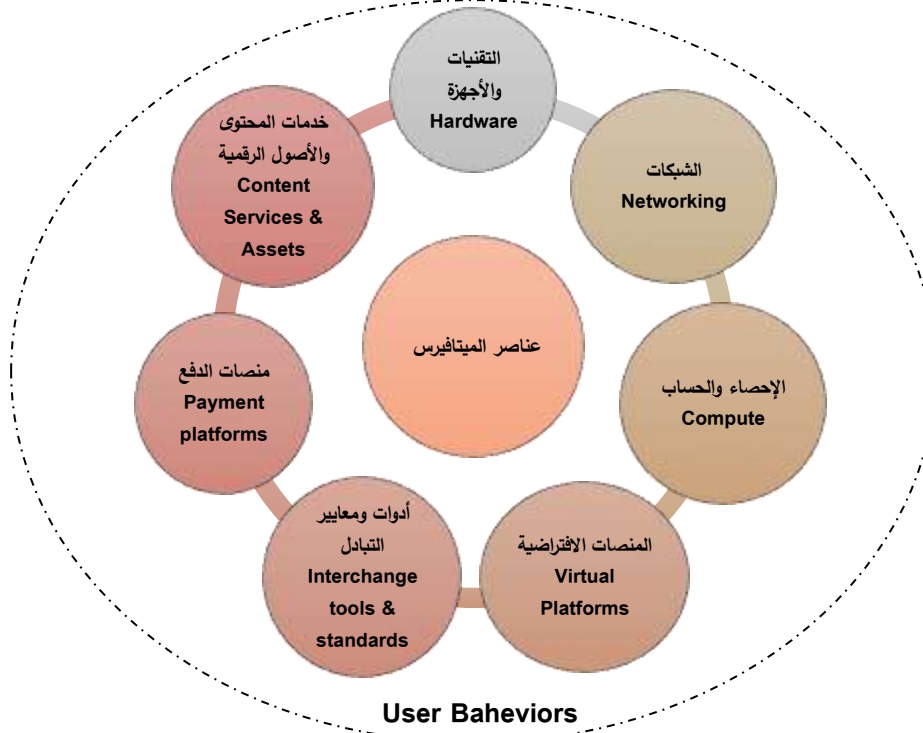 التقنيات
والأجهزة
Hardware
الشبكات
Networking
الإحصاء والحساب
Compute
المنصات الافتراضية
Virtual
Platforms
أدوات ومعايير
التبادل
Interchange
tools &
standards
منصات الدفع
Payment
platforms
خدمات المحتوى
والأصول الرقمية
Content
Services &
Assets
عناصر الميتافيرس
User Baheviors